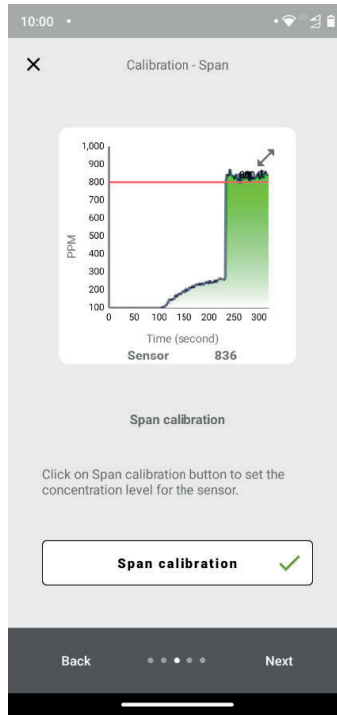 10:00
Calibration - Span
1,000
900
800
700
600
500
400
300
200
100
PPM
0 50 100 150 200 250 300
Time (second)
Sensor 836
Span calibration
Click on Span calibration button to set the
concentration level for the sensor.
Span calibration
Back Next